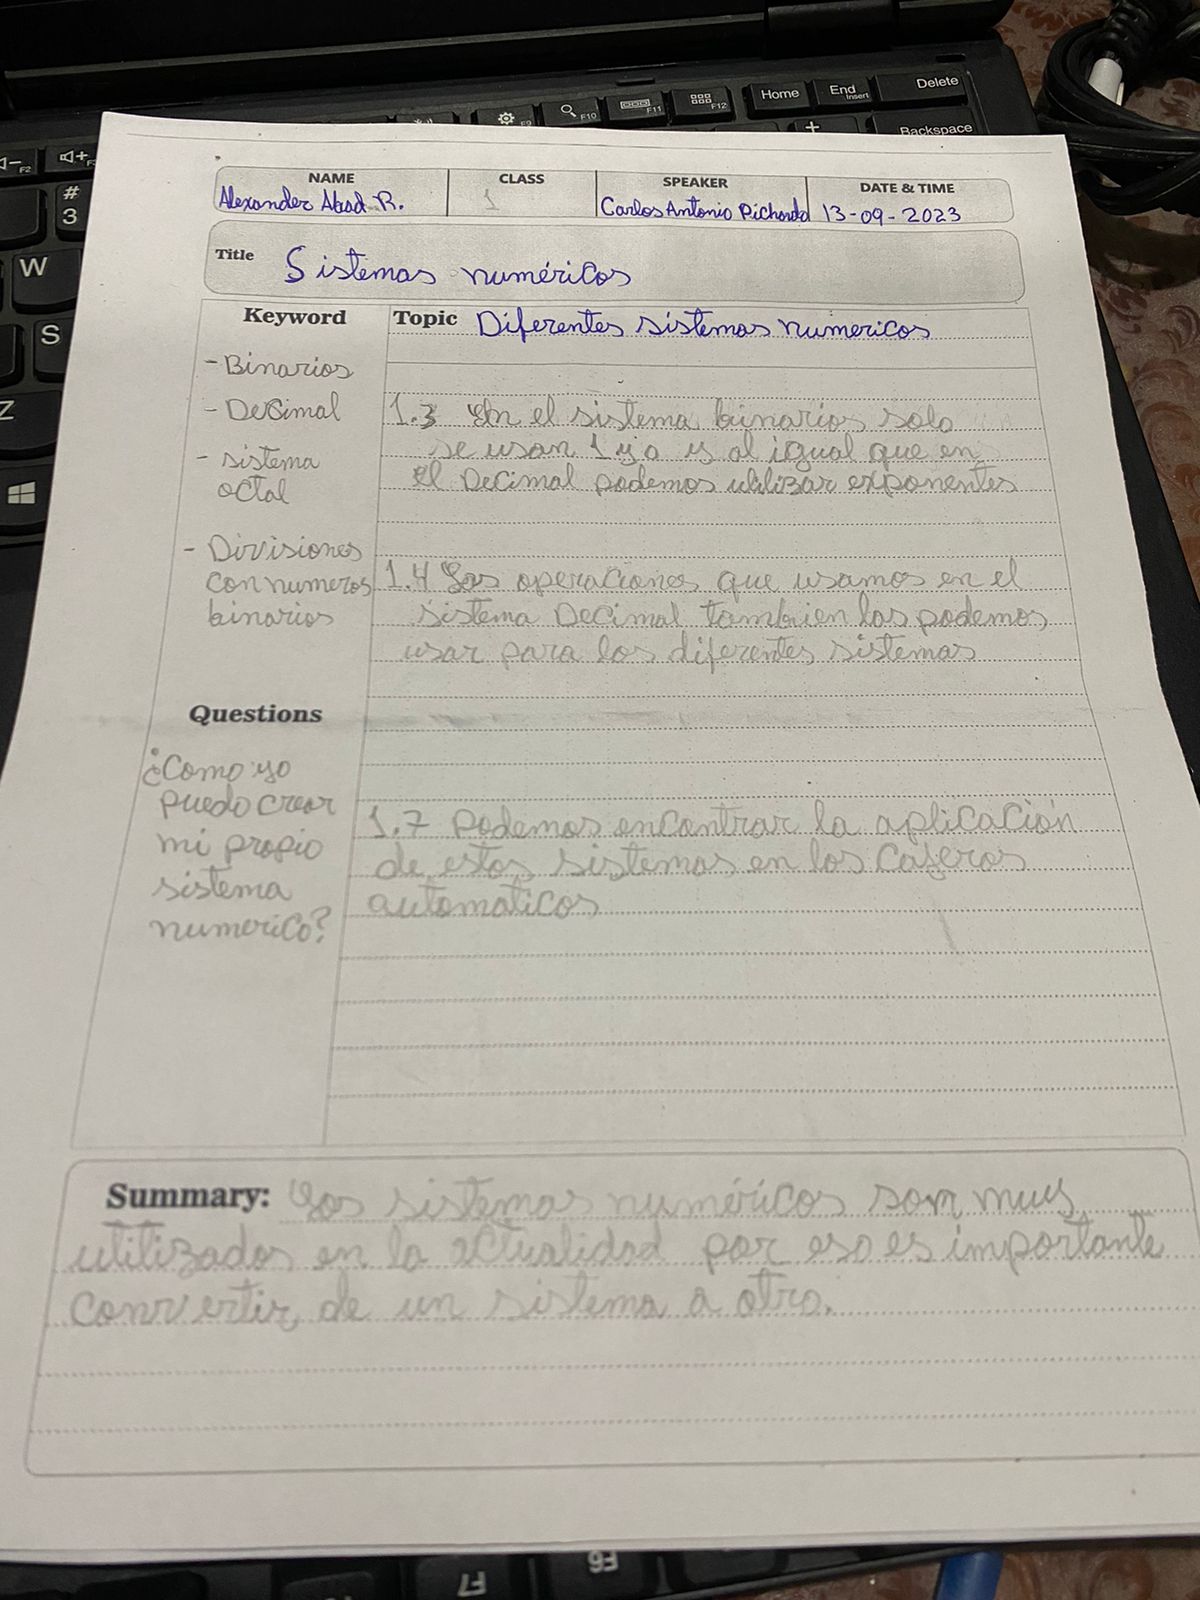 Home
End
Insert
Delete
F9
F10
F11
F12
+
Backspace
F2
#
3
W
S
Z
NAME
CLASS
SPEAKER
DATE & TIME
Alexander Abad R.
1
Carlos Antonio Pichardo
13-09-2023
Title Sistemas numéricos
Keyword
Topic Diferentes sistemas numericos
- Binarios
- Decimal
- sistema
octal
- Divisiones
con numeros
binarios
1.3 En el sistema binarios solo
se usan 1 y 0 y al igual que en
el Decimal podemos utilizar exponentes
1.4 Las operaciones que usamos en el
sistema Decimal tambien las podemos
usar para los diferentes sistemas
Questions
¿Como yo
puedo crear
mi propio
sistema
numerico?
1.7 Podemos encontrar la aplicación
de estos sistemas en los cajeros
automaticos
Summary: Los sistemas numéricos son muy
utilizados en la actualidad por eso es importante
convertir de un sistema a otro.
F7
F6